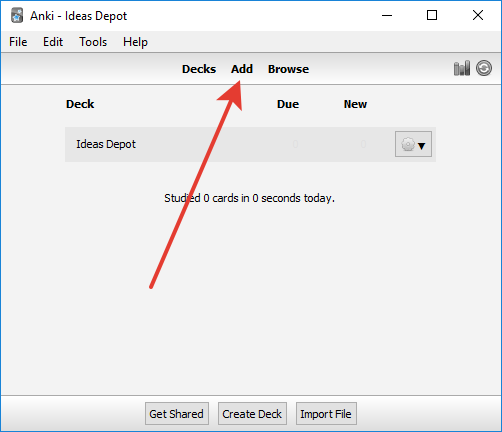 Anki - Ideas Depot
File Edit Tools Help
Decks Add Browse
Deck Due New
Ideas Depot
Studied 0 cards in 0 seconds today.
Get Shared Create Deck Import File